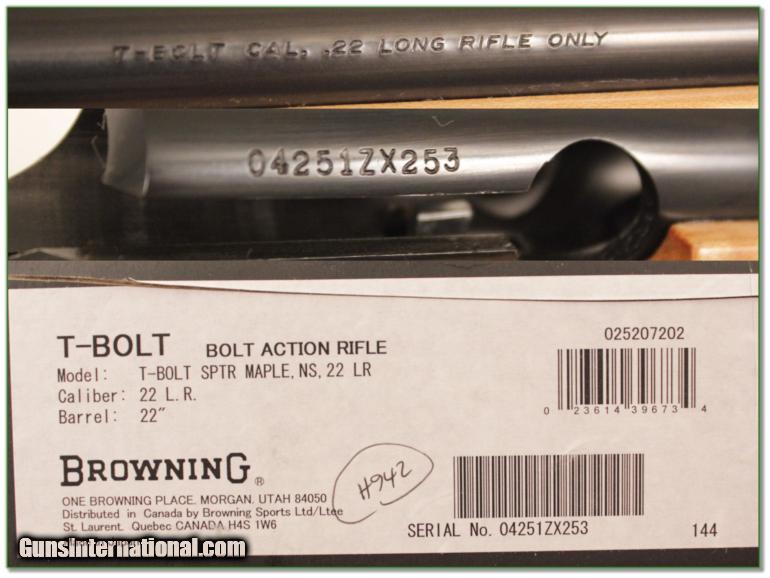 T-BOLT CAL. .22 LONG RIFLE ONLY
04251ZX253
T-BOLT BOLT ACTION RIFLE
025207202
Model: T-BOLT SPTR MAPLE,NS,22 LR
Caliber: 22 L.R.
Barrel: 22"
0 23614 39673 4
BROWNING®
H942
ONE BROWNING PLACE. MORGAN. UTAH 84050
Distributed in Canada by Browning Sports Ltd/Ltee
St. Laurent. Quebec CANADA H4S 1W6
SERIAL No. 04251ZX253
144
GunsInternational.com